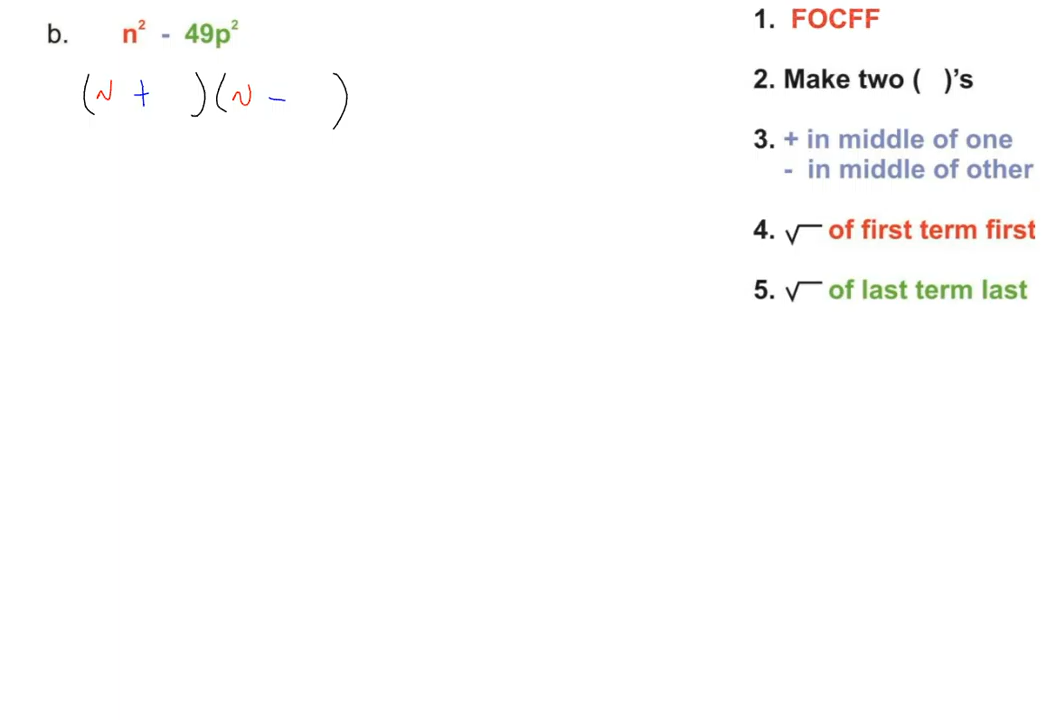 b. n² - 49p²
(N + )(N - )
1. FOCFF
2. Make two ( )'s
3. + in middle of one
- in middle of other
4. √ of first term first
5. √ of last term last